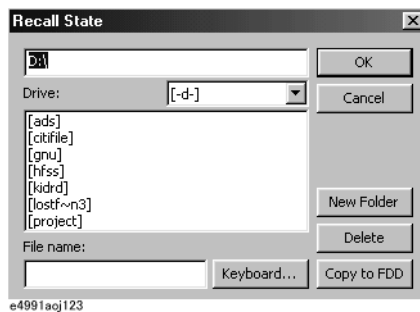 Recall State
D:\
OK
Drive:
[-d-]
Cancel
[ads]
[citifile]
[gnu]
[hfss]
[kidrd]
[lostf~n3]
[project]
New Folder
File name:
Delete
Keyboard...
Copy to FDD
e4991aoj123